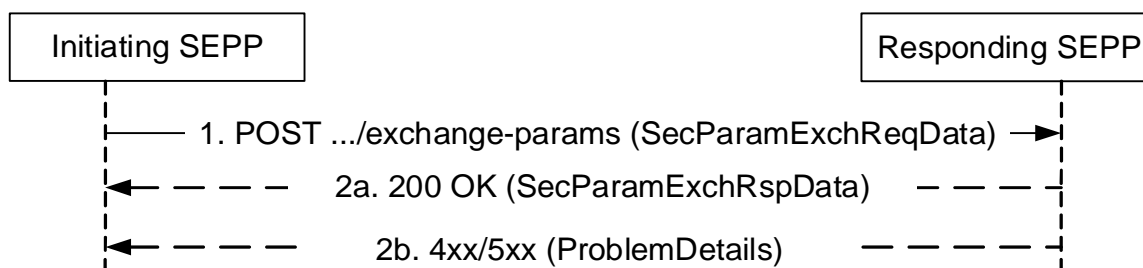 Initiating SEPP
Responding SEPP
1. POST .../exchange-params (SecParamExchReqData)
2a. 200 OK (SecParamExchRspData)
2b. 4xx/5xx (ProblemDetails)